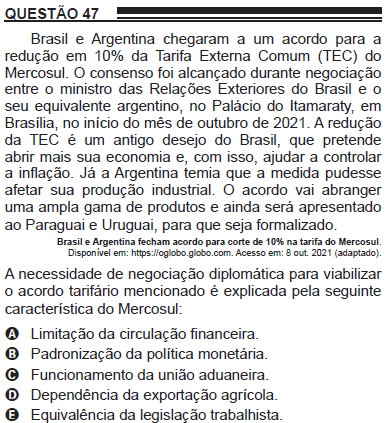 QUESTÃO 47
Brasil e Argentina chegaram a um acordo para a
redução em 10% da Tarifa Externa Comum (TEC) do
Mercosul. O consenso foi alcançado durante negociação
entre o ministro das Relações Exteriores do Brasil e o
seu equivalente argentino, no Palácio do Itamaraty, em
Brasília, no início do mês de outubro de 2021. A redução
da TEC é um antigo desejo do Brasil, que pretende
abrir mais sua economia e, com isso, ajudar a controlar
a inflação. Já a Argentina temia que a medida pudesse
afetar sua produção industrial. O acordo vai abranger
uma ampla gama de produtos e ainda será apresentado
ao Paraguai e Uruguai, para que seja formalizado.
Brasil e Argentina fecham acordo para corte de 10% na tarifa do Mercosul.
Disponível em: https://oglobo.globo.com. Acesso em: 8 out. 2021 (adaptado).
A necessidade de negociação diplomática para viabilizar
o acordo tarifário mencionado é explicada pela seguinte
característica do Mercosul:
A Limitação da circulação financeira.
B Padronização da política monetária.
C Funcionamento da união aduaneira.
D Dependência da exportação agrícola.
E Equivalência da legislação trabalhista.